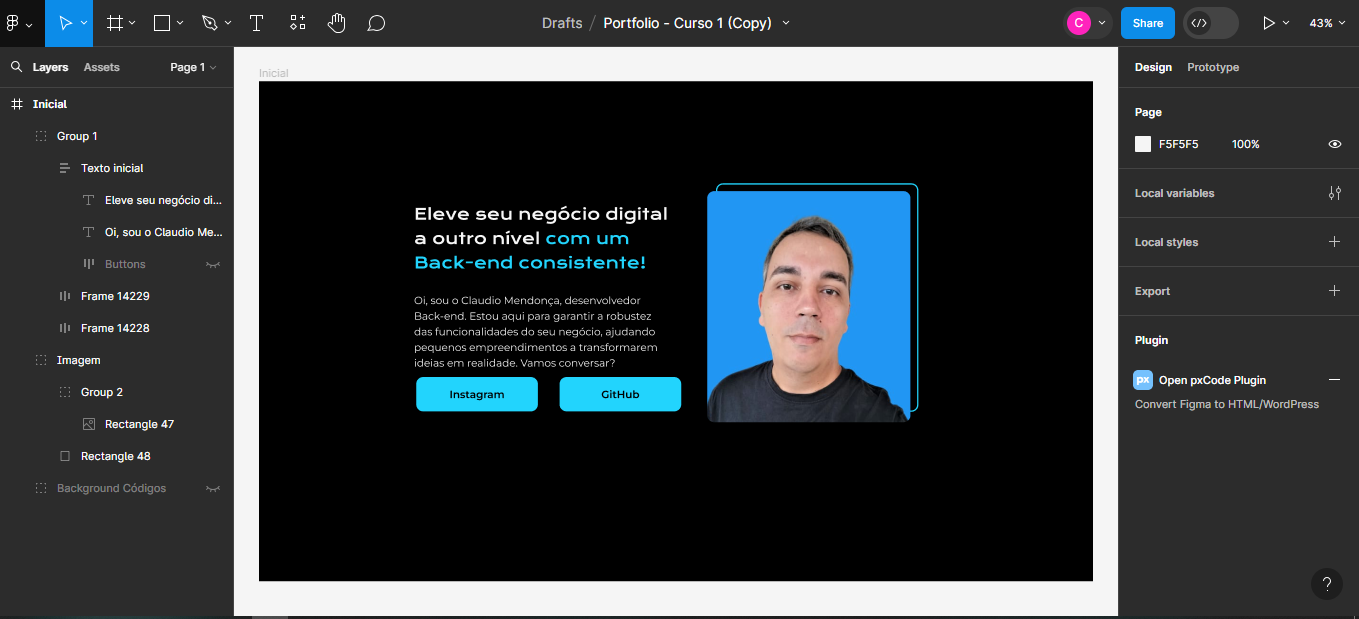 Drafts / Portfolio - Curso 1 (Copy)
C
Share
43%
Layers
Assets
Page 1
Inicial
Group 1
Texto inicial
Eleve seu negócio di...
Oi, sou o Claudio Me...
Buttons
Frame 14229
Frame 14228
Imagem
Group 2
Rectangle 47
Rectangle 48
Background Códigos
Inicial
Eleve seu negócio digital
a outro nível com um
Back-end consistente!
Oi, sou o Claudio Mendonça, desenvolvedor
Back-end. Estou aqui para garantir a robustez
das funcionalidades do seu negócio, ajudando
pequenos empreendimentos a transformarem
ideias em realidade. Vamos conversar?
Instagram
GitHub
Design
Prototype
Page
F5F5F5
100%
Local variables
Local styles
Export
Plugin
px
Open pxCode Plugin
Convert Figma to HTML/WordPress
?